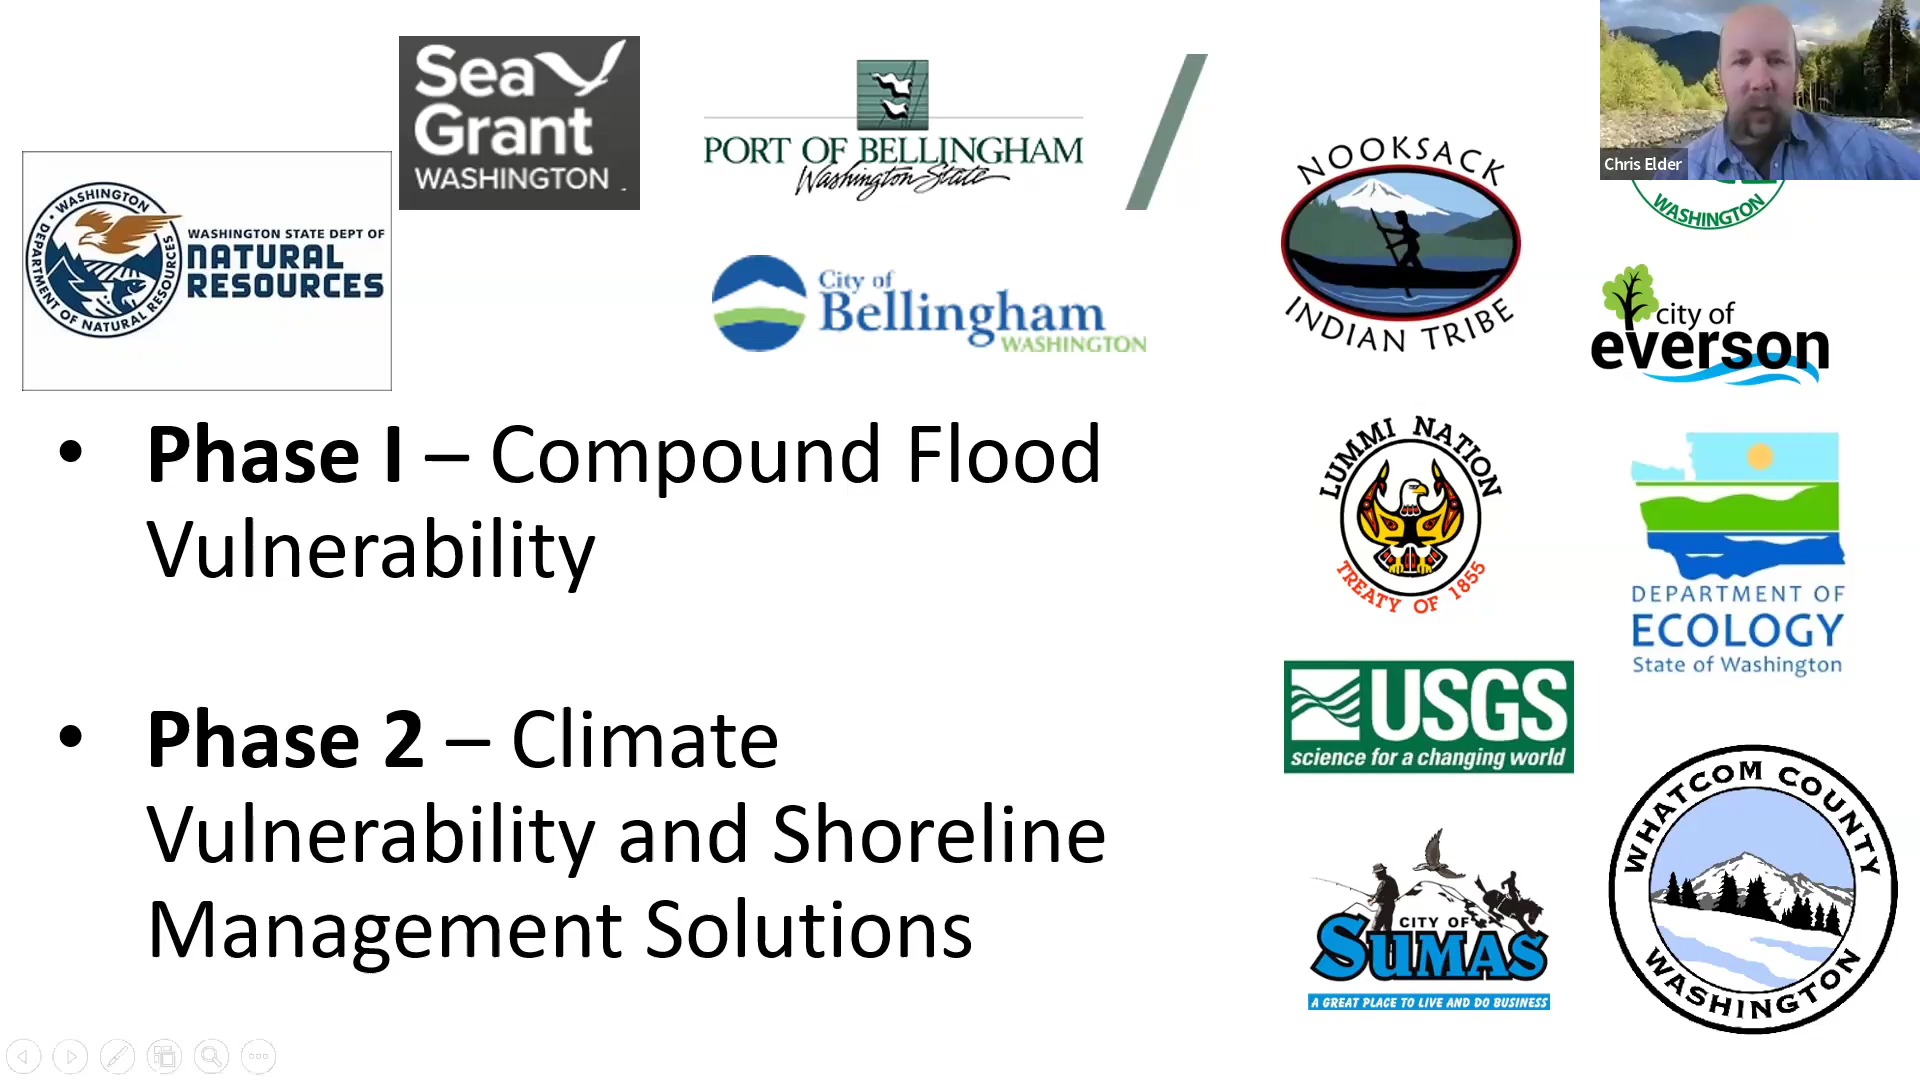 Sea
Grant
WASHINGTON
WASHINGTON
DEPARTMENT OF NATURAL RESOURCES
WASHINGTON STATE DEPT OF
NATURAL
RESOURCES
PORT OF BELLINGHAM
Washington State
City of
Bellingham
WASHINGTON
NOOKSACK
INDIAN TRIBE
Chris Elder
WASHINGTON
city of
everson
• Phase I – Compound Flood
Vulnerability
• Phase 2 – Climate
Vulnerability and Shoreline
Management Solutions
LUMMI NATION
TREATY OF 1855
DEPARTMENT OF
ECOLOGY
State of Washington
USGS
science for a changing world
CITY OF
SUMAS
A GREAT PLACE TO LIVE AND DO BUSINESS
WHATCOM COUNTY
WASHINGTON